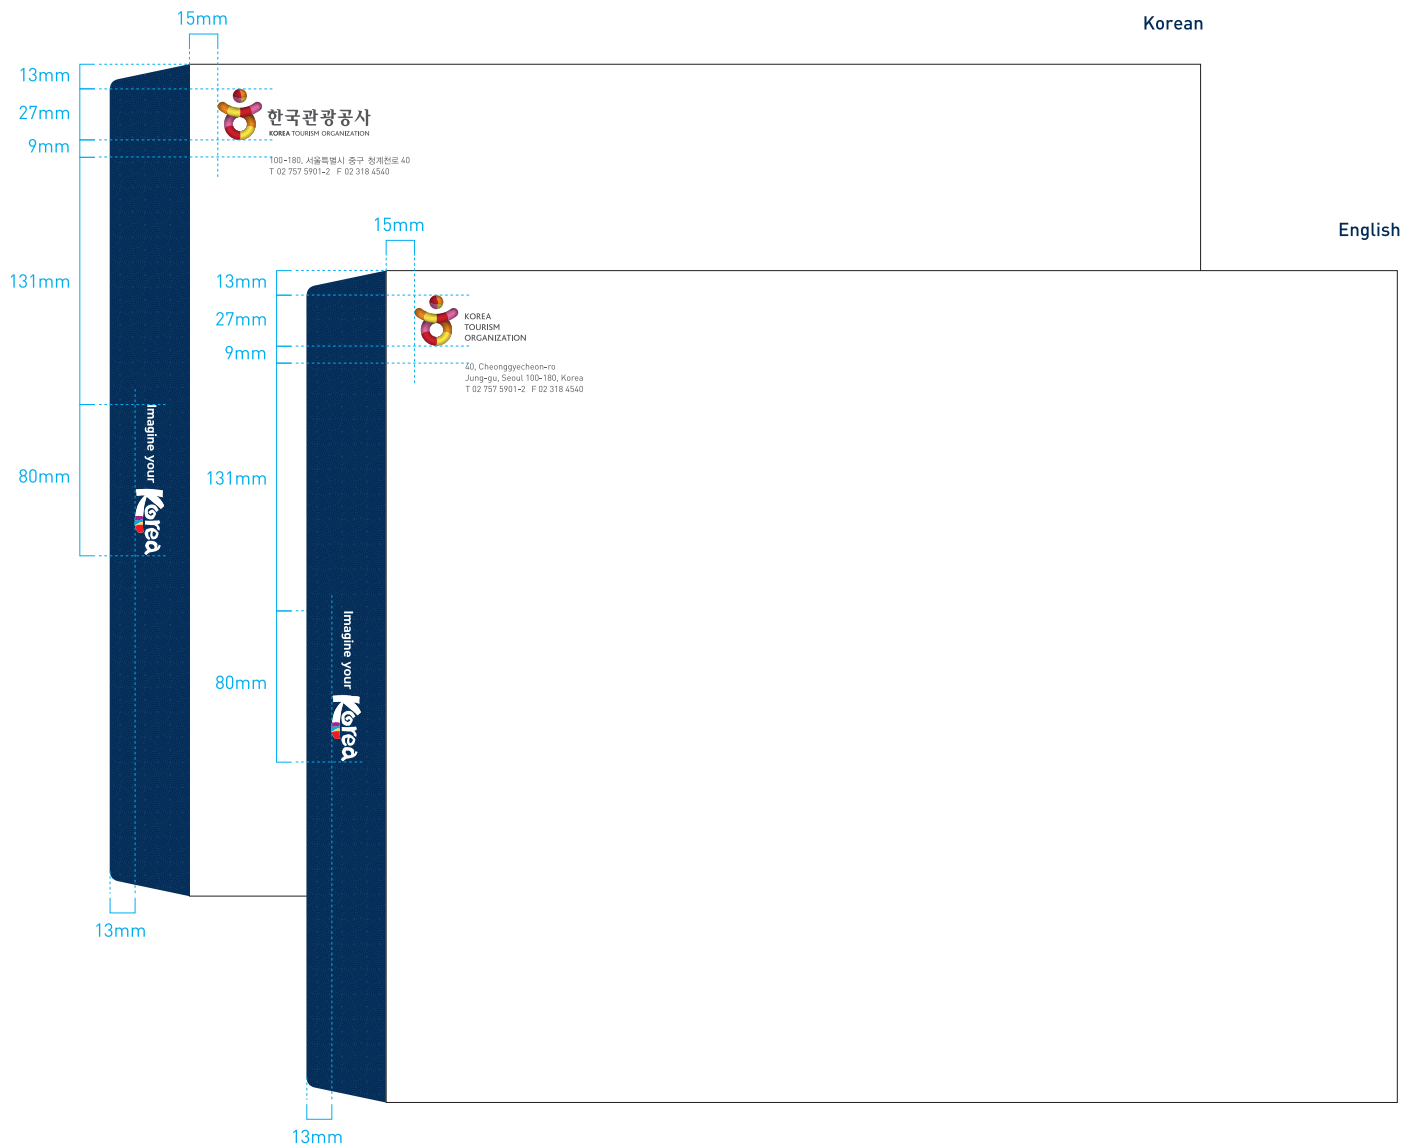 Korean
15mm
13mm
27mm
9mm
131mm
80mm
13mm
한국관광공사
KOREA TOURISM ORGANIZATION
100-180, 서울특별시 중구 청계천로 40
T 02 757 5901-2 F 02 318 4540
Imagine your Korea
English
15mm
13mm
27mm
9mm
131mm
80mm
13mm
KOREA
TOURISM
ORGANIZATION
40, Cheonggyecheon-ro
Jung-gu, Seoul 100-180, Korea
T 02 757 5901-2 F 02 318 4540
Imagine your Korea